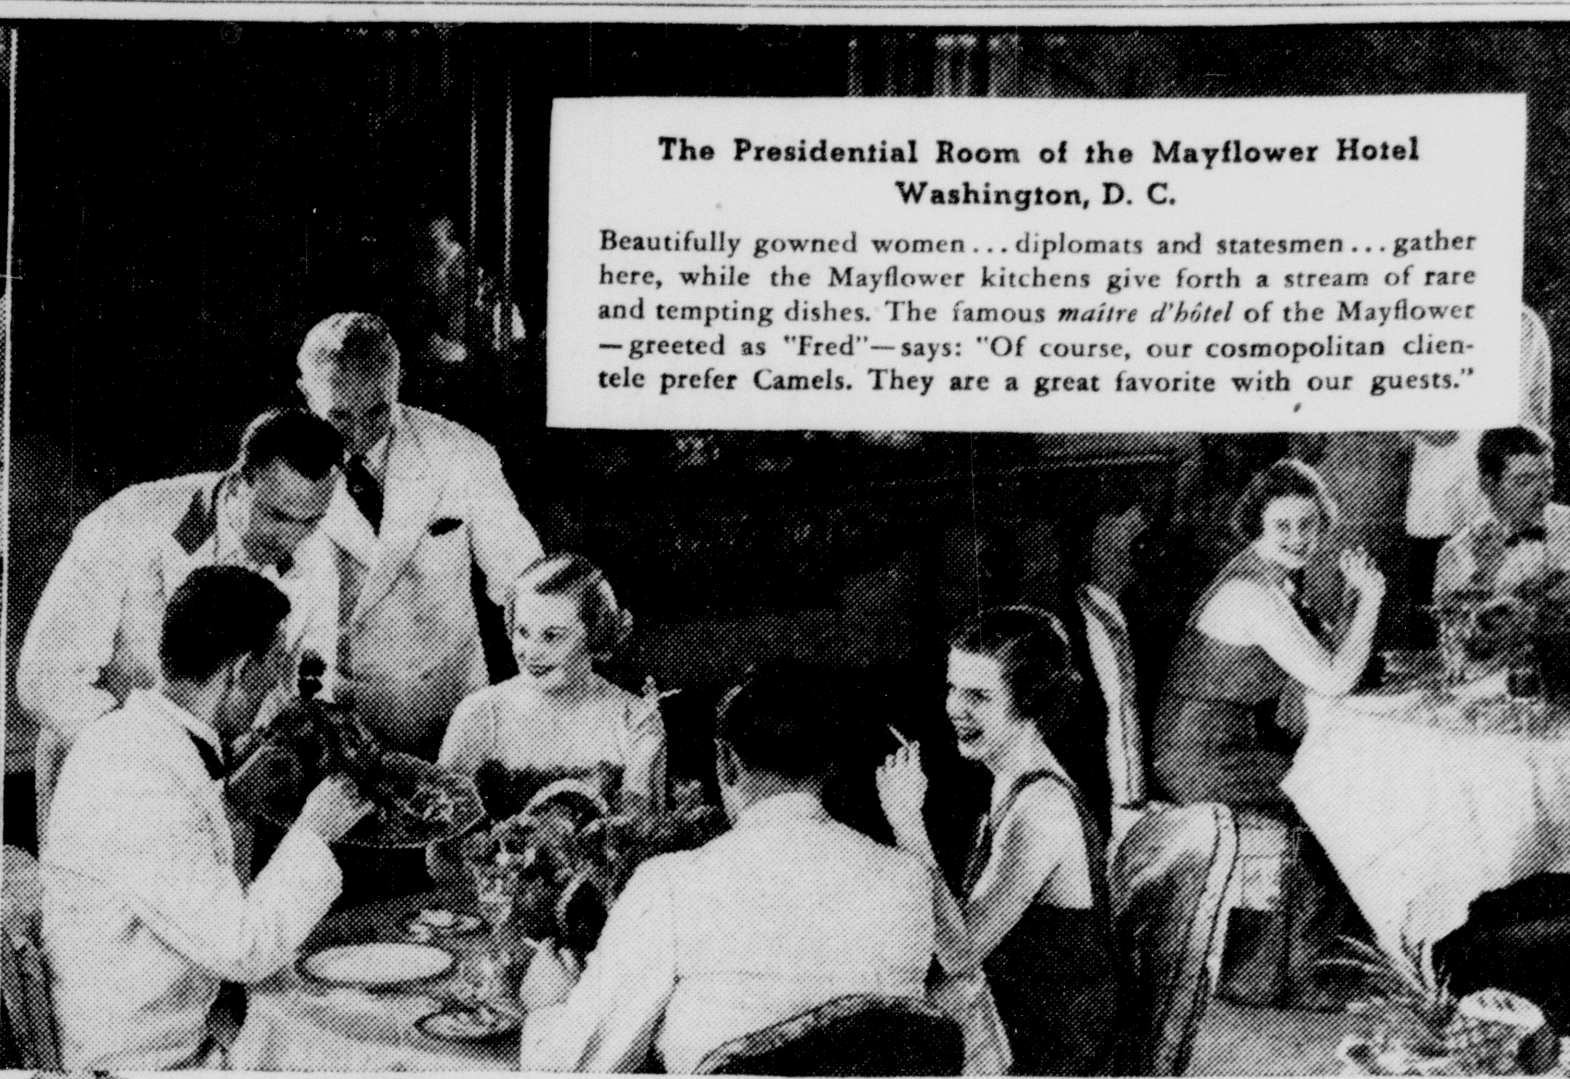 The Presidential Room of the Mayflower Hotel
Washington, D. C.
Beautifully gowned women...diplomats and statesmen...gather
here, while the Mayflower kitchens give forth a stream of rare
and tempting dishes. The famous maître d'hôtel of the Mayflower
—greeted as "Fred"—says: "Of course, our cosmopolitan clien-
tele prefer Camels. They are a great favorite with our guests."